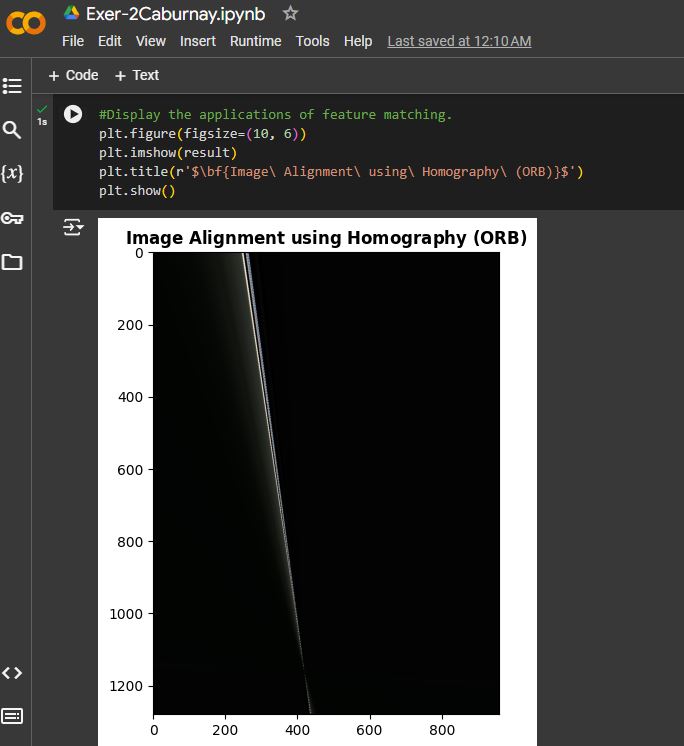 Exer-2Caburnay.ipynb
File Edit View Insert Runtime Tools Help Last saved at 12:10 AM
+ Code + Text
1s
#Display the applications of feature matching.
plt.figure(figsize=(10, 6))
plt.imshow(result)
plt.title(r'$\bf{Image\ Alignment\ using\ Homography\ (ORB)}$')
plt.show()
{x}
Image Alignment using Homography (ORB)
0
200
400
600
800
1000
1200
0 200 400 600 800